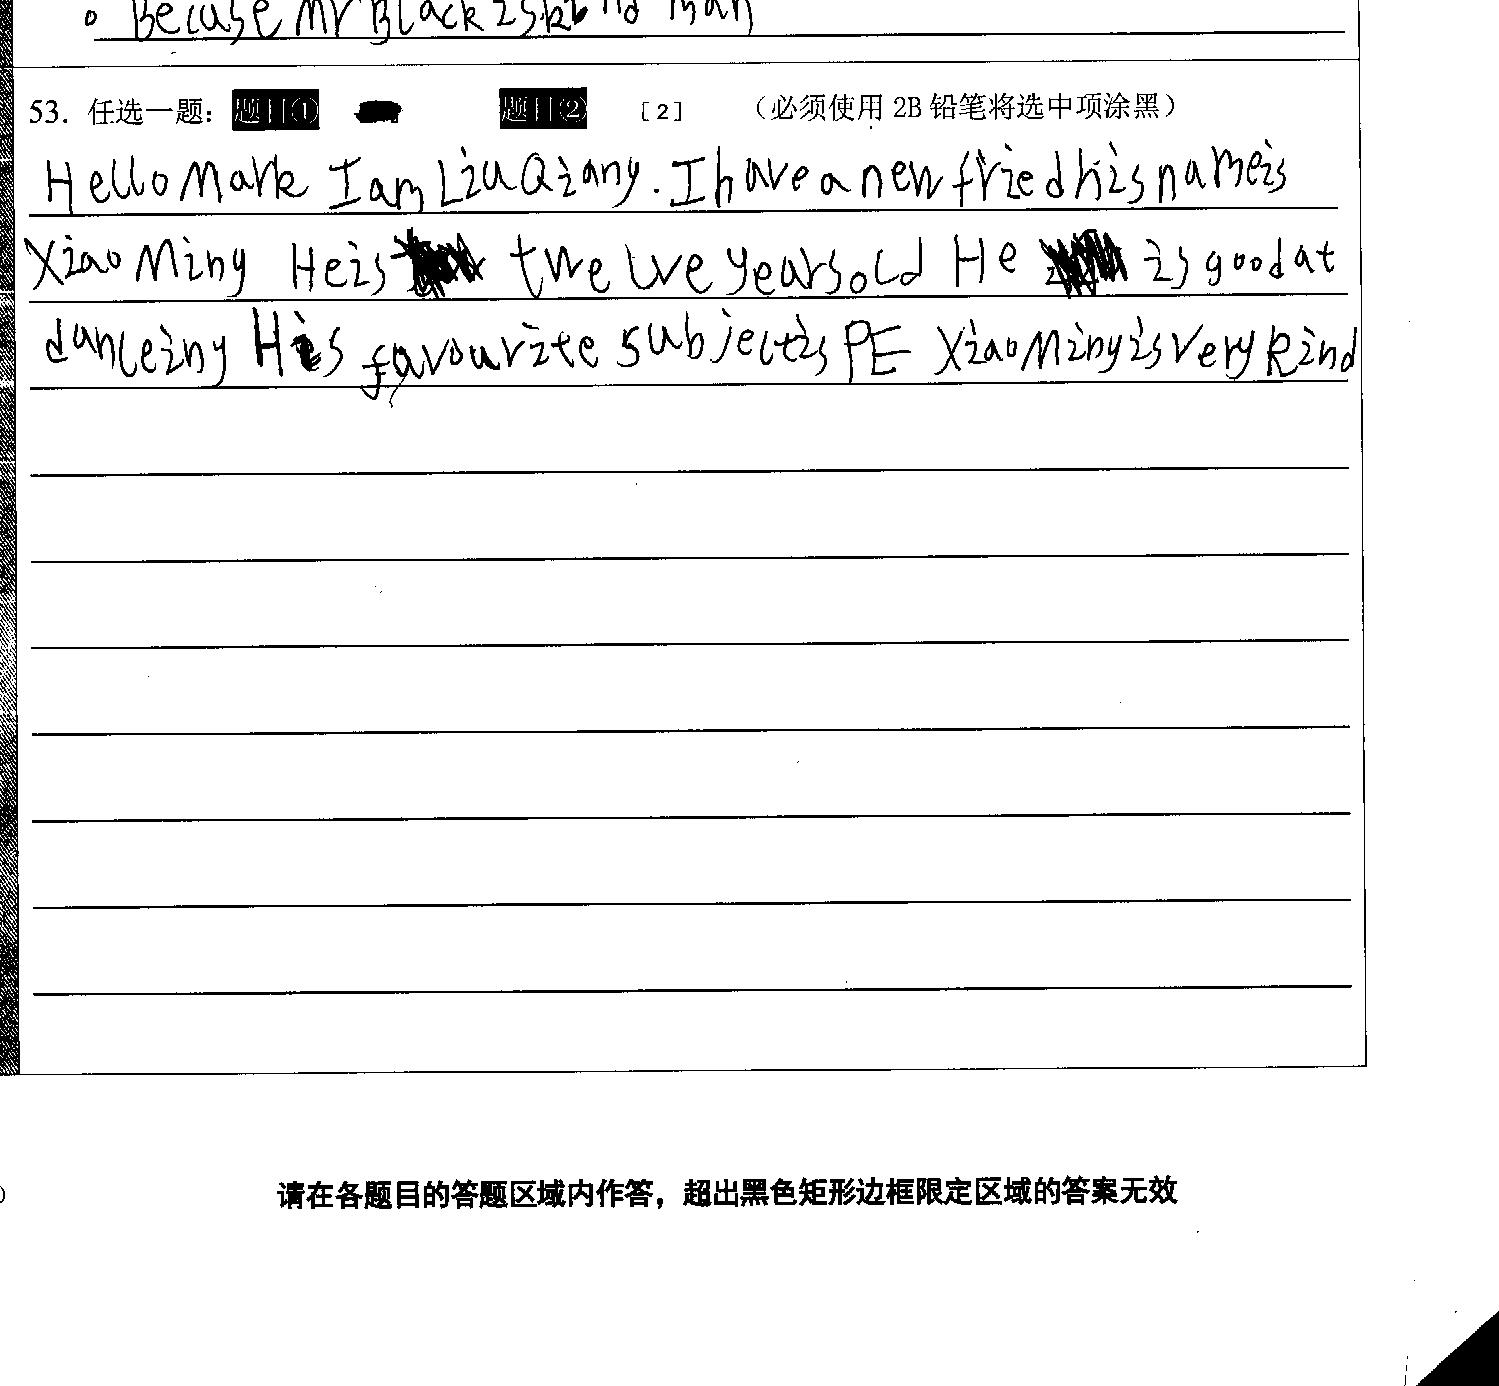 Becuse Mr Black is kind man
53. 任选一题: 题目① 题目② [2] (必须使用 2B 铅笔将选中项涂黑)
Hello Mark I am Liu Qiang. I have a new fried his name is
Xiao Ming He is twe lve years old He is good at
danceing His favourite subject is PE Xiao Ming is very kind
请在各题目的答题区域内作答，超出黑色矩形边框限定区域的答案无效